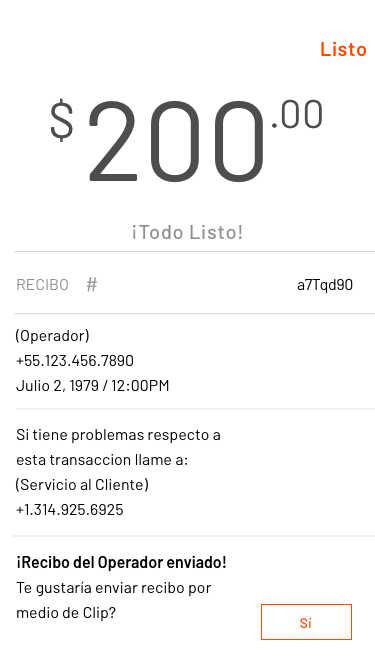 Listo
$200.00
¡Todo Listo!
RECIBO # a7Tqd90
(Operador)
+55.123.456.7890
Julio 2, 1979 / 12:00PM
Si tiene problemas respecto a
esta transaccion llame a:
(Servicio al Cliente)
+1.314.925.6925
¡Recibo del Operador enviado!
Te gustaría enviar recibo por
medio de Clip?
Sí